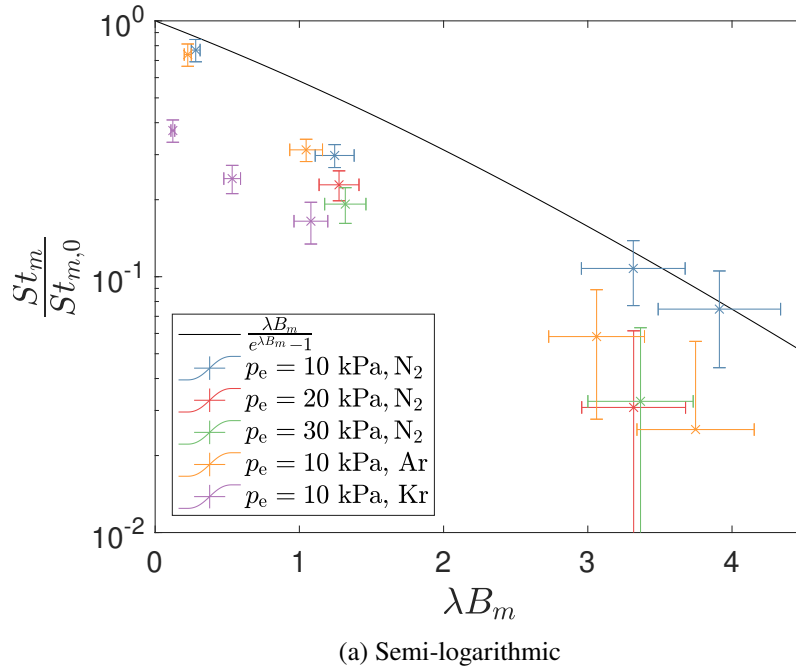 10^0
10^{-1}
10^{-2}
\frac{St_m}{St_{m,0}}
\frac{λB_m}{e^{λB_m}-1}
p_e = 10 kPa, N_2
p_e = 20 kPa, N_2
p_e = 30 kPa, N_2
p_e = 10 kPa, Ar
p_e = 10 kPa, Kr
0 1 2 3 4
λB_m
(a) Semi-logarithmic